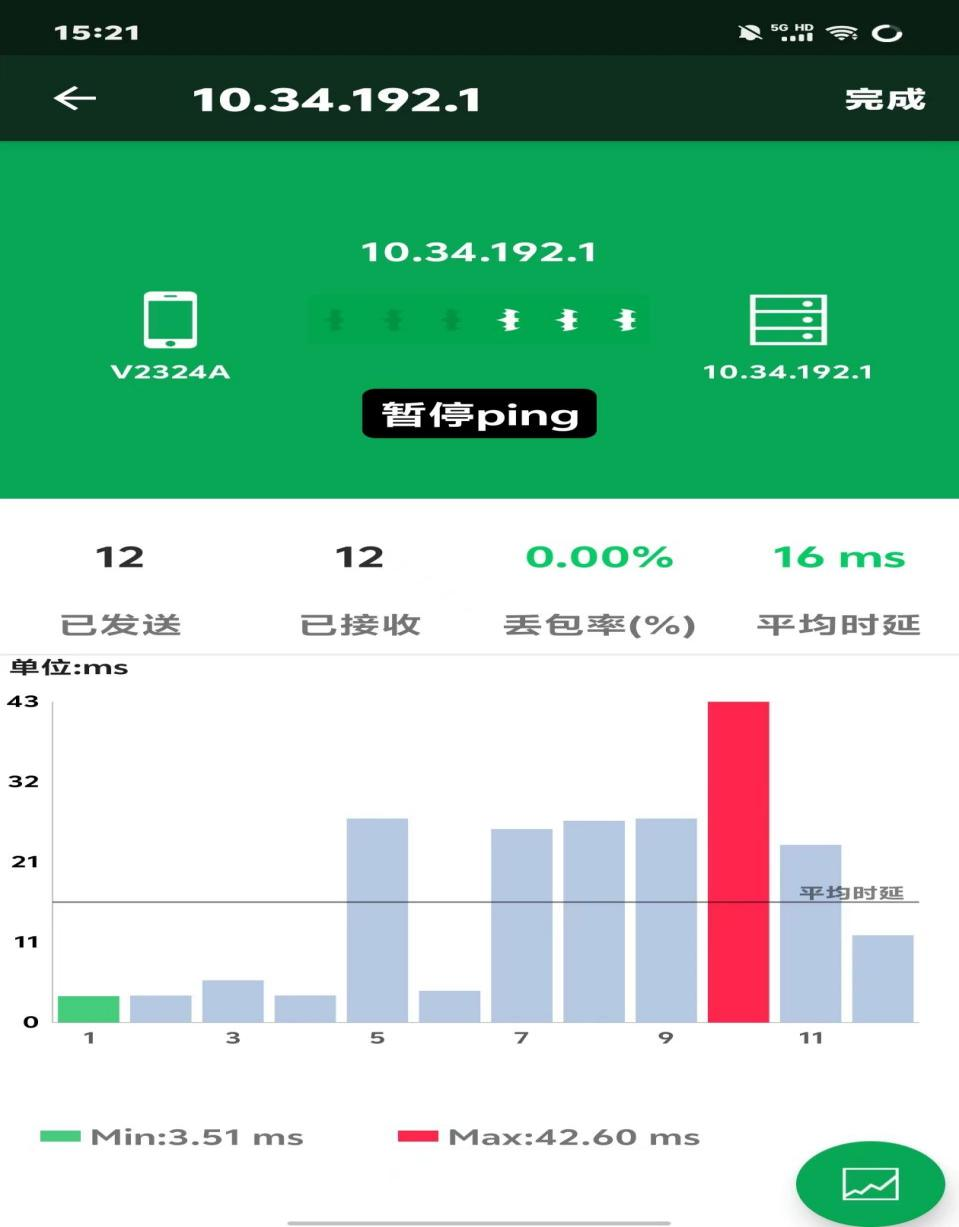 15:21
5G HD
10.34.192.1
完成
10.34.192.1
V2324A
10.34.192.1
暂停ping
12
12
0.00%
16 ms
已发送
已接收
丢包率(%)
平均时延
单位:ms
43
32
21
平均时延
11
0
1
3
5
7
9
11
Min:3.51 ms
Max:42.60 ms